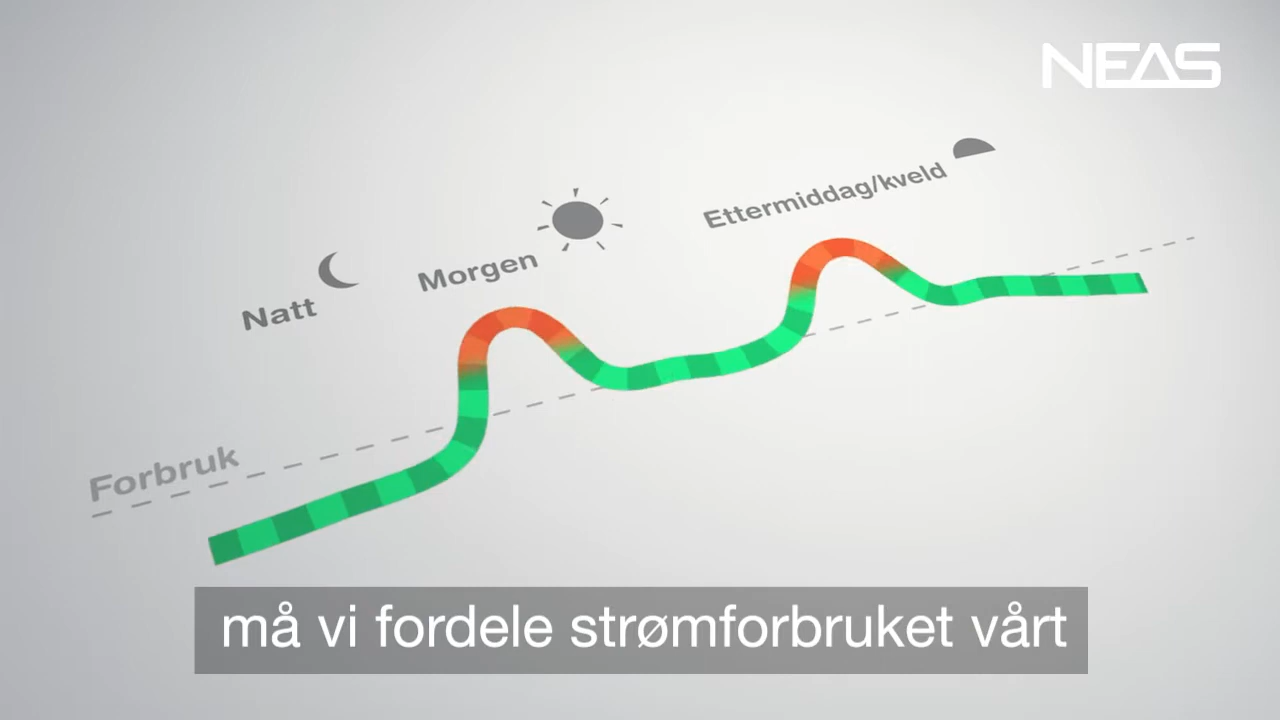 NEAS
Ettermiddag/kveld
Morgen
Natt
Forbruk
må vi fordele strømforbruket vårt